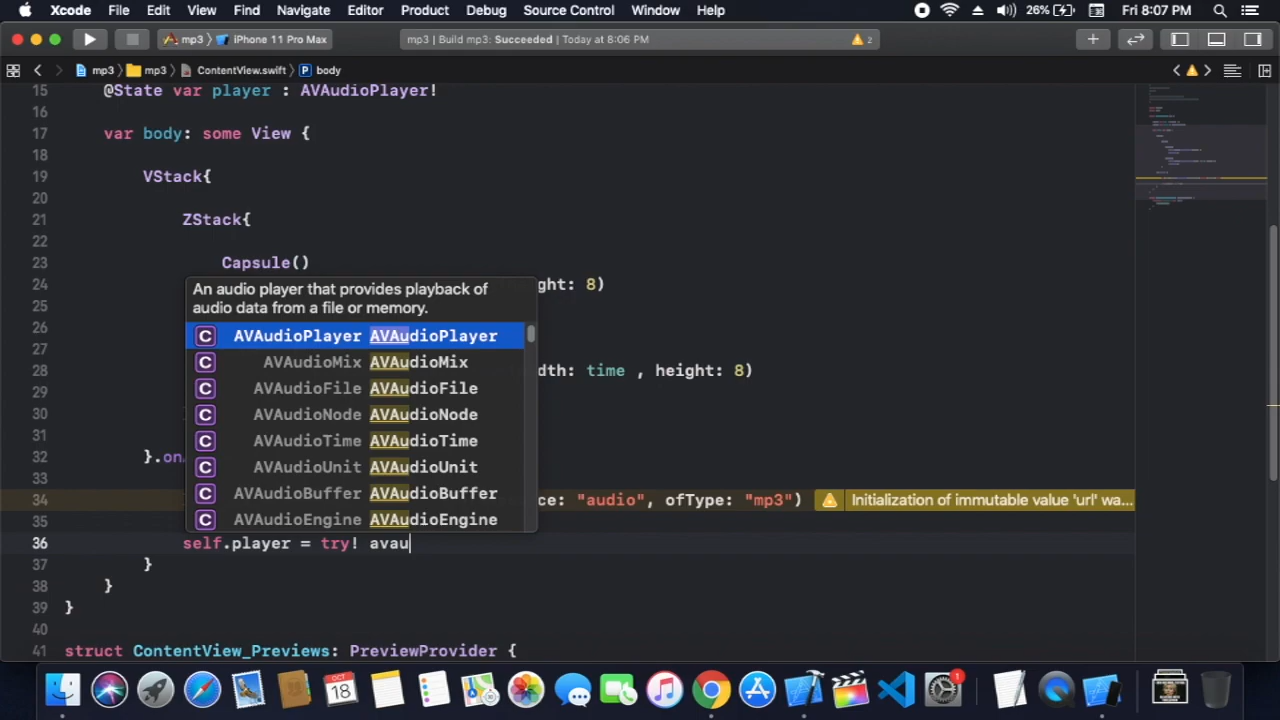 Xcode File Edit View Find Navigate Editor Product Debug Source Control Window Help 26% Fri 8:07 PM
mp3 iPhone 11 Pro Max mp3 | Build mp3: Succeeded | Today at 8:06 PM 2
mp3 mp3 ContentView.swift body
15 @State var player : AVAudioPlayer!
16
17 var body: some View {
18
19 VStack{
20
21 ZStack{
22
23 Capsule()
24 ght: 8)
25
26
27
28 dth: time , height: 8)
29
30
31
32 }.on
33
34 ce: "audio", ofType: "mp3") Initialization of immutable value 'url' wa...
35
36 self.player = try! avau
37 }
38 }
39 }
40
41 struct ContentView_Previews: PreviewProvider {
An audio player that provides playback of
audio data from a file or memory.
C AVAudioPlayer AVAudioPlayer
C AVAudioMix AVAudioMix
C AVAudioFile AVAudioFile
C AVAudioNode AVAudioNode
C AVAudioTime AVAudioTime
C AVAudioUnit AVAudioUnit
C AVAudioBuffer AVAudioBuffer
C AVAudioEngine AVAudioEngine
OCT
18
1